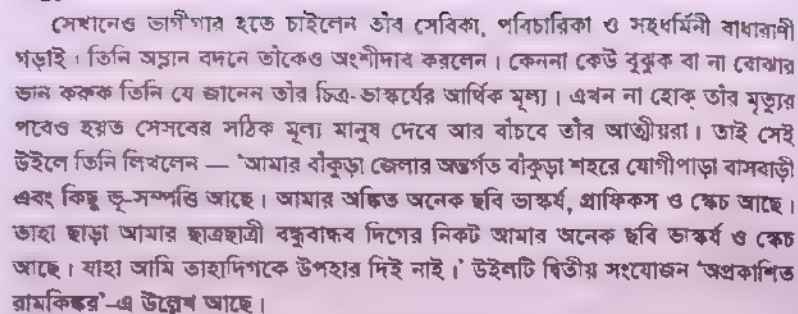 সেখানেও ভাগীদার হতে চাইলেন তাঁর সেবিকা, পরিচারিকা ও সহধর্মিনী রাধারাণী
গড়াই । তিনি অম্লান বদনে তাঁকেও অংশীদার করলেন । কেননা কেউ বুঝুক বা না বোঝার
ভান করুক তিনি যে জানেন তাঁর চিত্র-ভাস্কর্যের আর্থিক মূল্য । এখন না হোক্ তাঁর মৃত্যুর
পরেও হয়ত সেসবের সঠিক মূল্য মানুষ দেবে আর বাঁচবে তাঁর আত্মীয়রা । তাই সেই
উইলে তিনি লিখলেন — 'আমার বাঁকুড়া জেলার অন্তর্গত বাঁকুড়া শহরে যোগীপাড়া বাসবাড়ী
এবং কিছু ভূ-সম্পত্তি আছে । আমার অঙ্কিত অনেক ছবি ভাস্কর্য, গ্রাফিকস ও স্কেচ আছে ।
তাহা ছাড়া আমার ছাত্রছাত্রী বন্ধুবান্ধব দিগের নিকট আমার অনেক ছবি ভাস্কর্য ও স্কেচ
আছে । যাহা আমি তাহাদিগকে উপহার দিই নাই ।' উইলটি দ্বিতীয় সংযোজন 'অপ্রকাশিত
রামকিঙ্কর'-এ উল্লেখ আছে ।